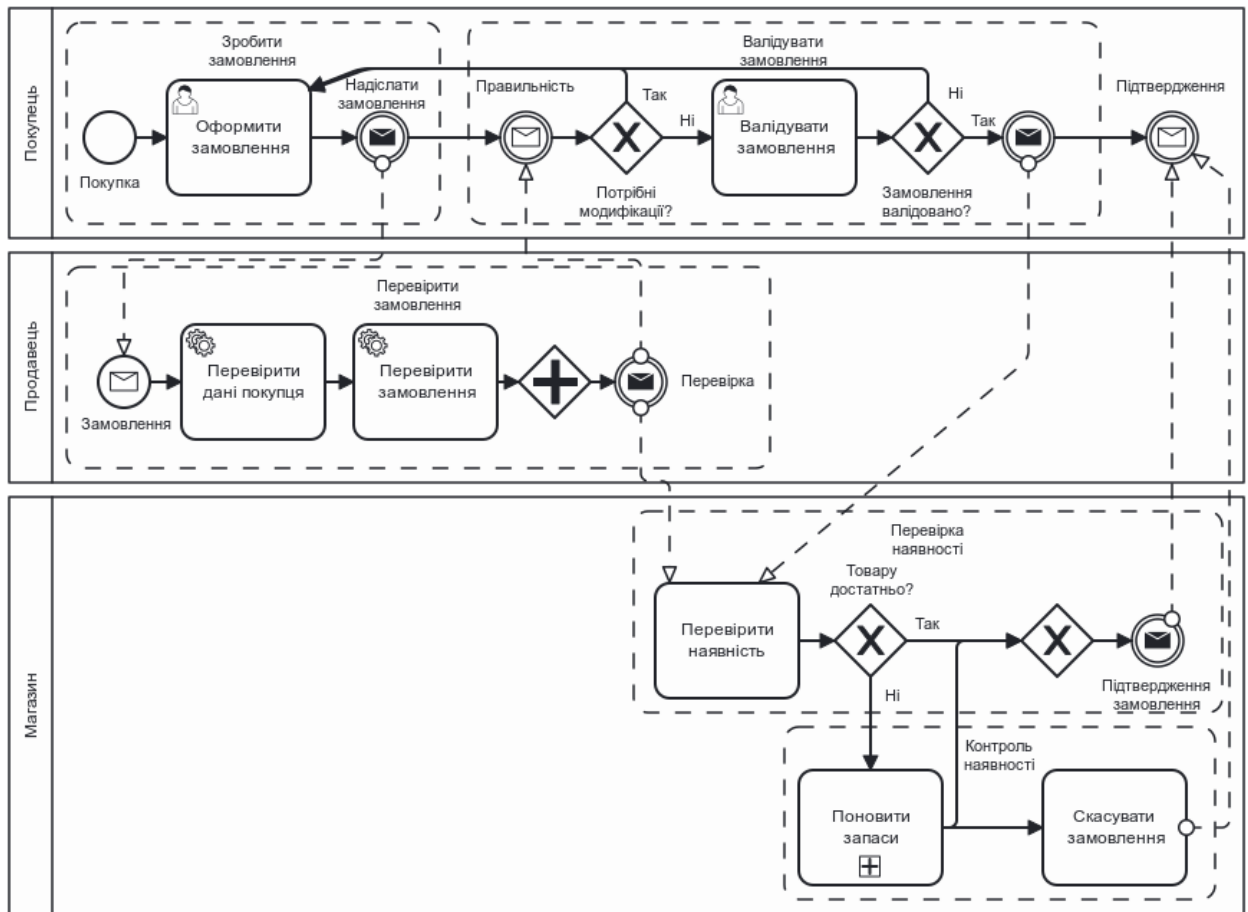 Покупець
Зробити
замовлення
Покупка
Оформити
замовлення
Надіслати
замовлення
Правильність
Так
Ні
Потрібні
модифікації?
Валідувати
замовлення
Валідувати
замовлення
Ні
Так
Замовлення
валідовано?
Підтвердження
Продавець
Перевірити
замовлення
Замовлення
Перевірити
дані покупця
Перевірити
замовлення
Перевірка
Магазин
Перевірка
наявності
Перевірити
наявність
Товару
достатньо?
Так
Ні
Підтвердження
замовлення
Контроль
наявності
Поновити
запаси
Скасувати
замовлення